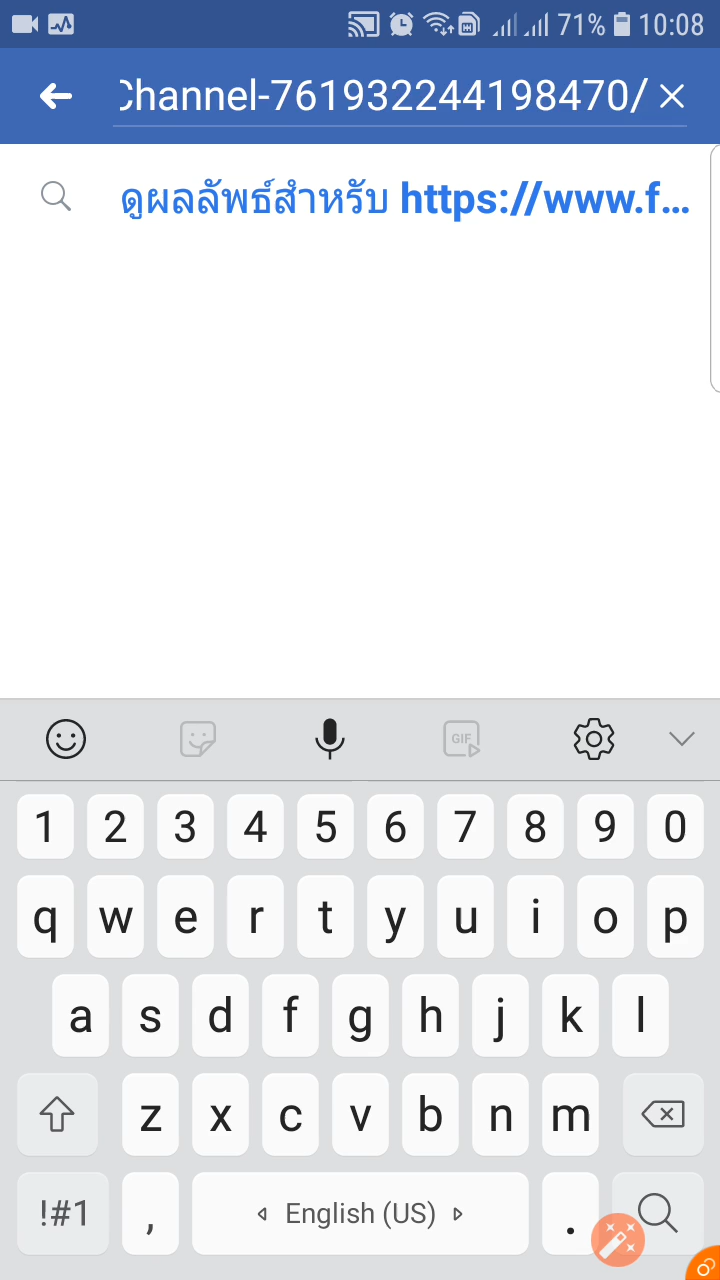 71% 10:08
Channel-761932244198470/
ดูผลลัพธ์สำหรับ https://www.f...
GIF
1 2 3 4 5 6 7 8 9 0
q w e r t y u i o p
a s d f g h j k l
z x c v b n m
!#1 , English (US) .